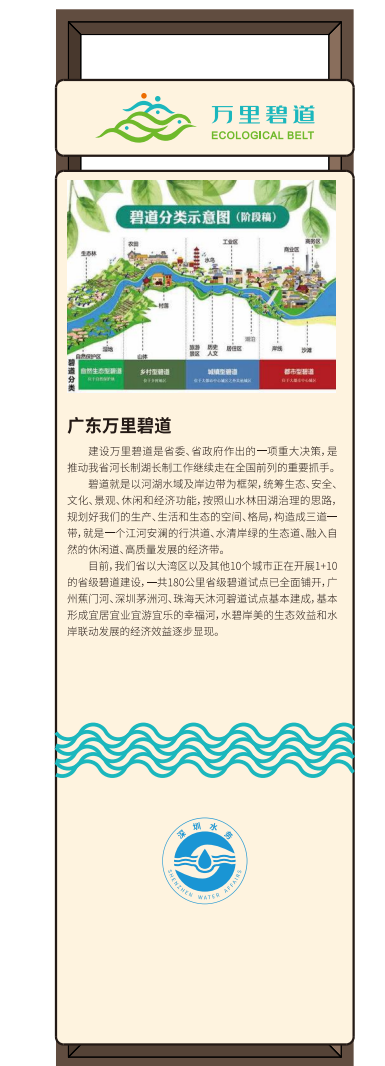 万里碧道
ECOLOGICAL BELT
碧道分类示意图（阶段稿）
农田
工业区
商务区
商业区
生态林
水鸟
村落
湿地
自然保护区
山林
旅游
景区
历史
人文
居住区
湖泊
岸线
沙滩
碧道分类
自然生态型碧道
乡村型碧道
城镇型碧道
都市型碧道
广东万里碧道
建设万里碧道是省委、省政府作出的一项重大决策，是
推动我省河长制湖长制工作继续走在全国前列的重要抓手。
碧道就是以河湖水域及岸边带为框架，统筹生态、安全、
文化、景观、休闲和经济功能，按照山水林田湖治理的思路，
规划好我们的生产、生活和生态的空间、格局，构造成三道一
带，就是一个江河安澜的行洪道、水清岸绿的生态道、融入自
然的休闲道、高质量发展的经济带。
目前，我们省以大湾区以及其他10个城市正在开展1+10
的省级碧道建设，一共180公里省级碧道试点已全面铺开，广
州蕉门河、深圳茅洲河、珠海天沐河碧道试点基本建成，基本
形成宜居宜业宜游宜乐的幸福河，水碧岸美的生态效益和水
岸联动发展的经济效益逐步显现。
深圳水务
SHENZHEN WATER AFFAIRS